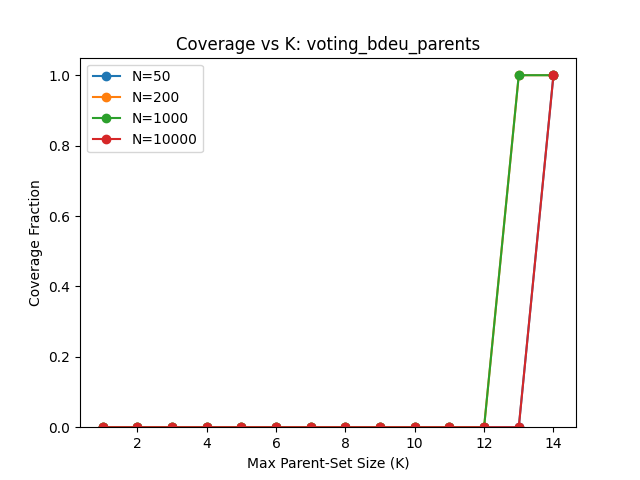 Coverage vs K: voting_bdeu_parents
N=50
N=200
N=1000
N=10000
Coverage Fraction
1.0
0.8
0.6
0.4
0.2
0.0
2 4 6 8 10 12 14
Max Parent-Set Size (K)